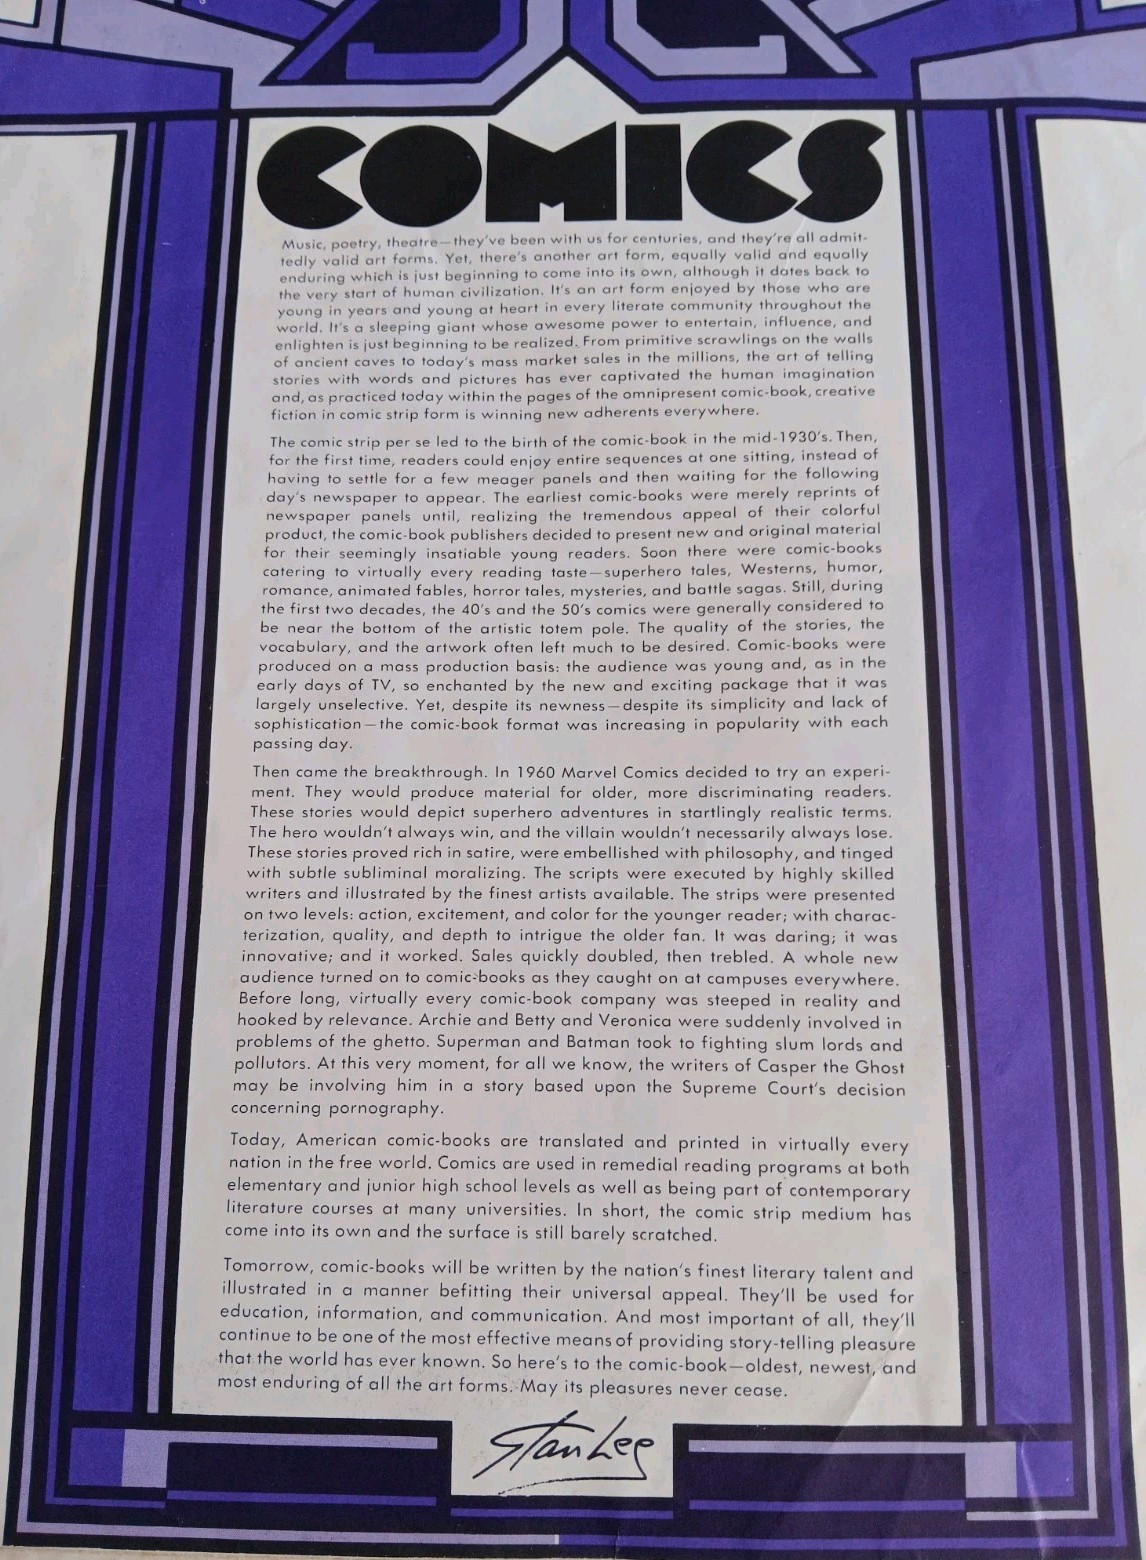 COMICS
Music, poetry, theatre—they've been with us for centuries, and they're all admit-
tedly valid art forms. Yet, there's another art form, equally valid and equally
enduring which is just beginning to come into its own, although it dates back to
the very start of human civilization. It's an art form enjoyed by those who are
young in years and young at heart in every literate community throughout the
world. It's a sleeping giant whose awesome power to entertain, influence, and
enlighten is just beginning to be realized. From primitive scrawlings on the walls
of ancient caves to today's mass market sales in the millions, the art of telling
stories with words and pictures has ever captivated the human imagination
and, as practiced today within the pages of the omnipresent comic-book, creative
fiction in comic strip form is winning new adherents everywhere.
The comic strip per se led to the birth of the comic-book in the mid-1930's. Then,
for the first time, readers could enjoy entire sequences at one sitting, instead of
having to settle for a few meager panels and then waiting for the following
day's newspaper to appear. The earliest comic-books were merely reprints of
newspaper panels until, realizing the tremendous appeal of their colorful
product, the comic-book publishers decided to present new and original material
for their seemingly insatiable young readers. Soon there were comic-books
catering to virtually every reading taste—superhero tales, Westerns, humor,
romance, animated fables, horror tales, mysteries, and battle sagas. Still, during
the first two decades, the 40's and the 50's comics were generally considered to
be near the bottom of the artistic totem pole. The quality of the stories, the
vocabulary, and the artwork often left much to be desired. Comic-books were
produced on a mass production basis: the audience was young and, as in the
early days of TV, so enchanted by the new and exciting package that it was
largely unselective. Yet, despite its newness—despite its simplicity and lack of
sophistication—the comic-book format was increasing in popularity with each
passing day.
Then came the breakthrough. In 1960 Marvel Comics decided to try an experi-
ment. They would produce material for older, more discriminating readers.
These stories would depict superhero adventures in startlingly realistic terms.
The hero wouldn't always win, and the villain wouldn't necessarily always lose.
These stories proved rich in satire, were embellished with philosophy, and tinged
with subtle subliminal moralizing. The scripts were executed by highly skilled
writers and illustrated by the finest artists available. The strips were presented
on two levels: action, excitement, and color for the younger reader; with charac-
terization, quality, and depth to intrigue the older fan. It was daring; it was
innovative; and it worked. Sales quickly doubled, then trebled. A whole new
audience turned on to comic-books as they caught on at campuses everywhere.
Before long, virtually every comic-book company was steeped in reality and
hooked by relevance. Archie and Betty and Veronica were suddenly involved in
problems of the ghetto. Superman and Batman took to fighting slum lords and
pollutors. At this very moment, for all we know, the writers of Casper the Ghost
may be involving him in a story based upon the Supreme Court's decision
concerning pornography.
Today, American comic-books are translated and printed in virtually every
nation in the free world. Comics are used in remedial reading programs at both
elementary and junior high school levels as well as being part of contemporary
literature courses at many universities. In short, the comic strip medium has
come into its own and the surface is still barely scratched.
Tomorrow, comic-books will be written by the nation's finest literary talent and
illustrated in a manner befitting their universal appeal. They'll be used for
education, information, and communication. And most important of all, they'll
continue to be one of the most effective means of providing story-telling pleasure
that the world has ever known. So here's to the comic-book—oldest, newest, and
most enduring of all the art forms. May its pleasures never cease.
Stan Lee